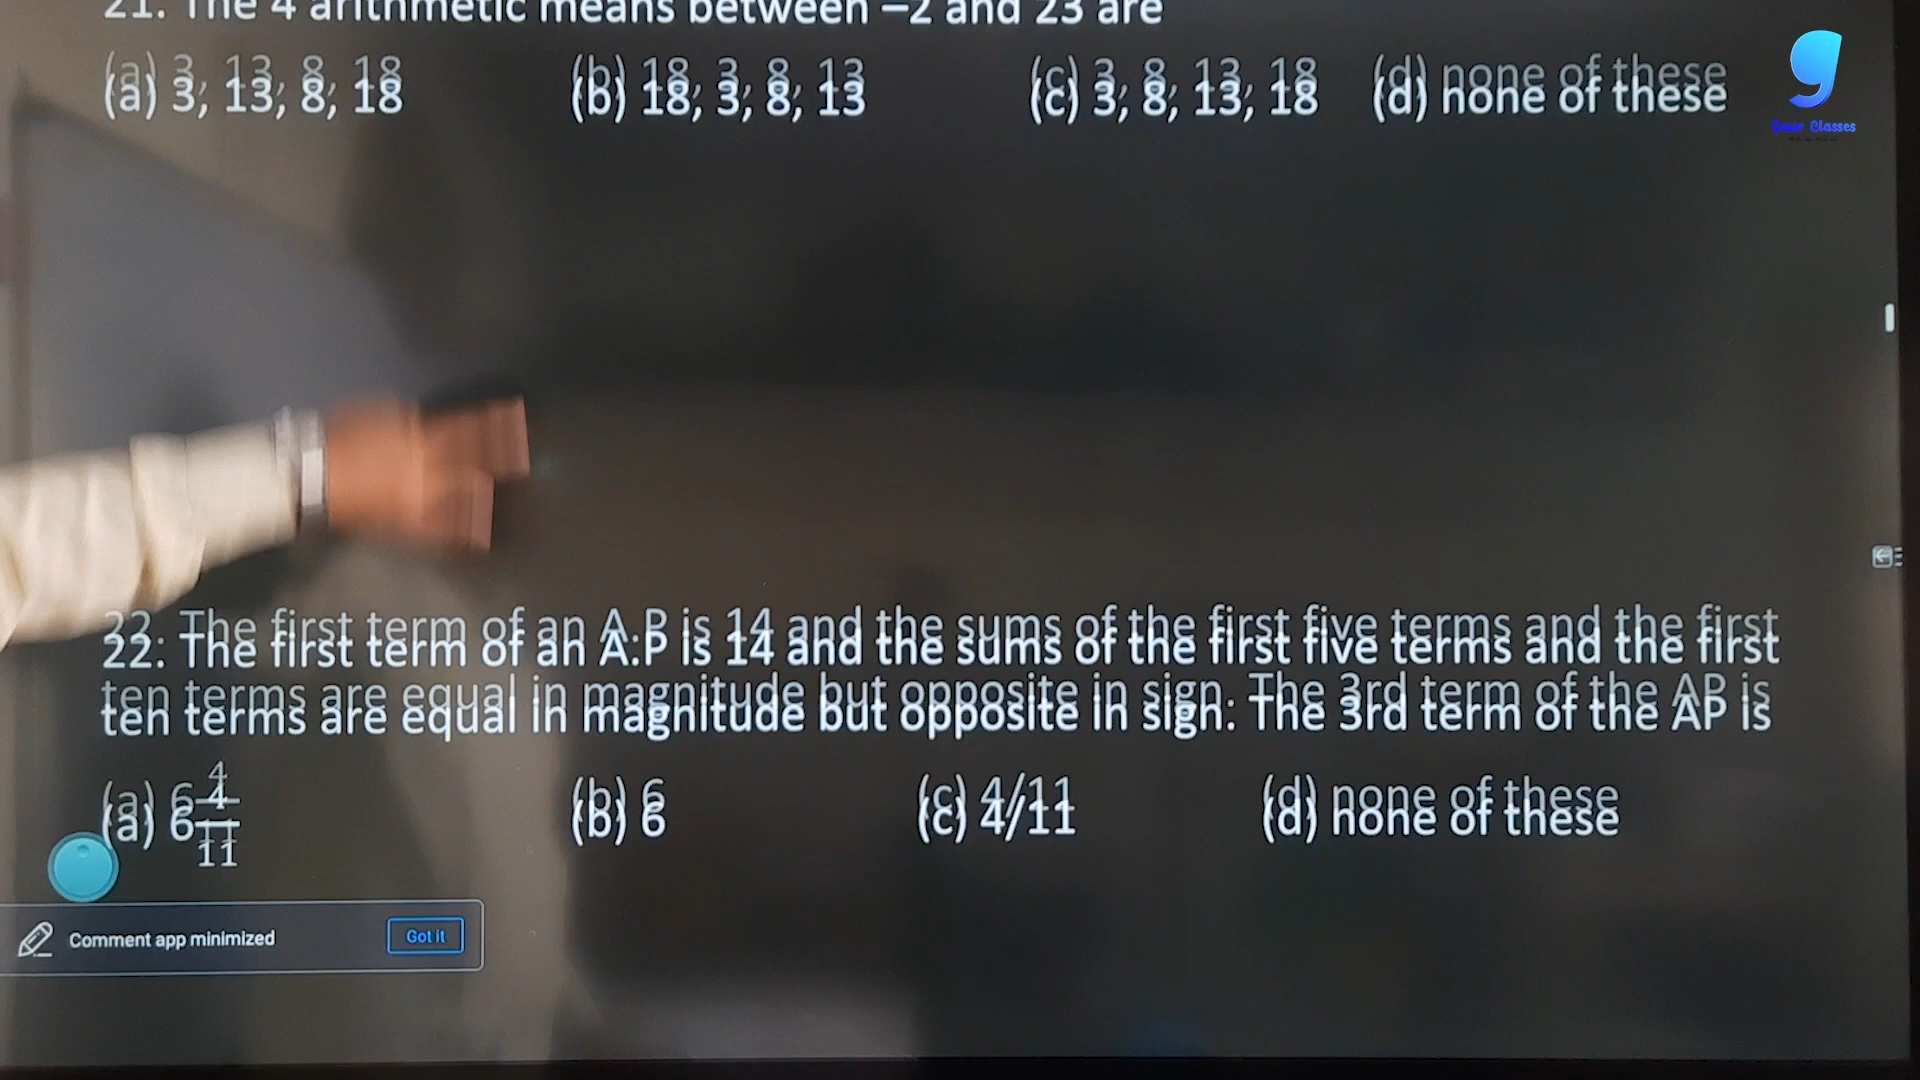 21. The 4 arithmetic means between –2 and 23 are
(a) 3, 13, 8, 18 (b) 18, 3, 8, 13 (c) 3, 8, 13, 18 (d) none of these
Classes
22. The first term of an A.P is 14 and the sums of the first five terms and the first
ten terms are equal in magnitude but opposite in sign. The 3rd term of the AP is
(a) 6 4/11 (b) 6 (c) 4/11 (d) none of these
Comment app minimized Got it